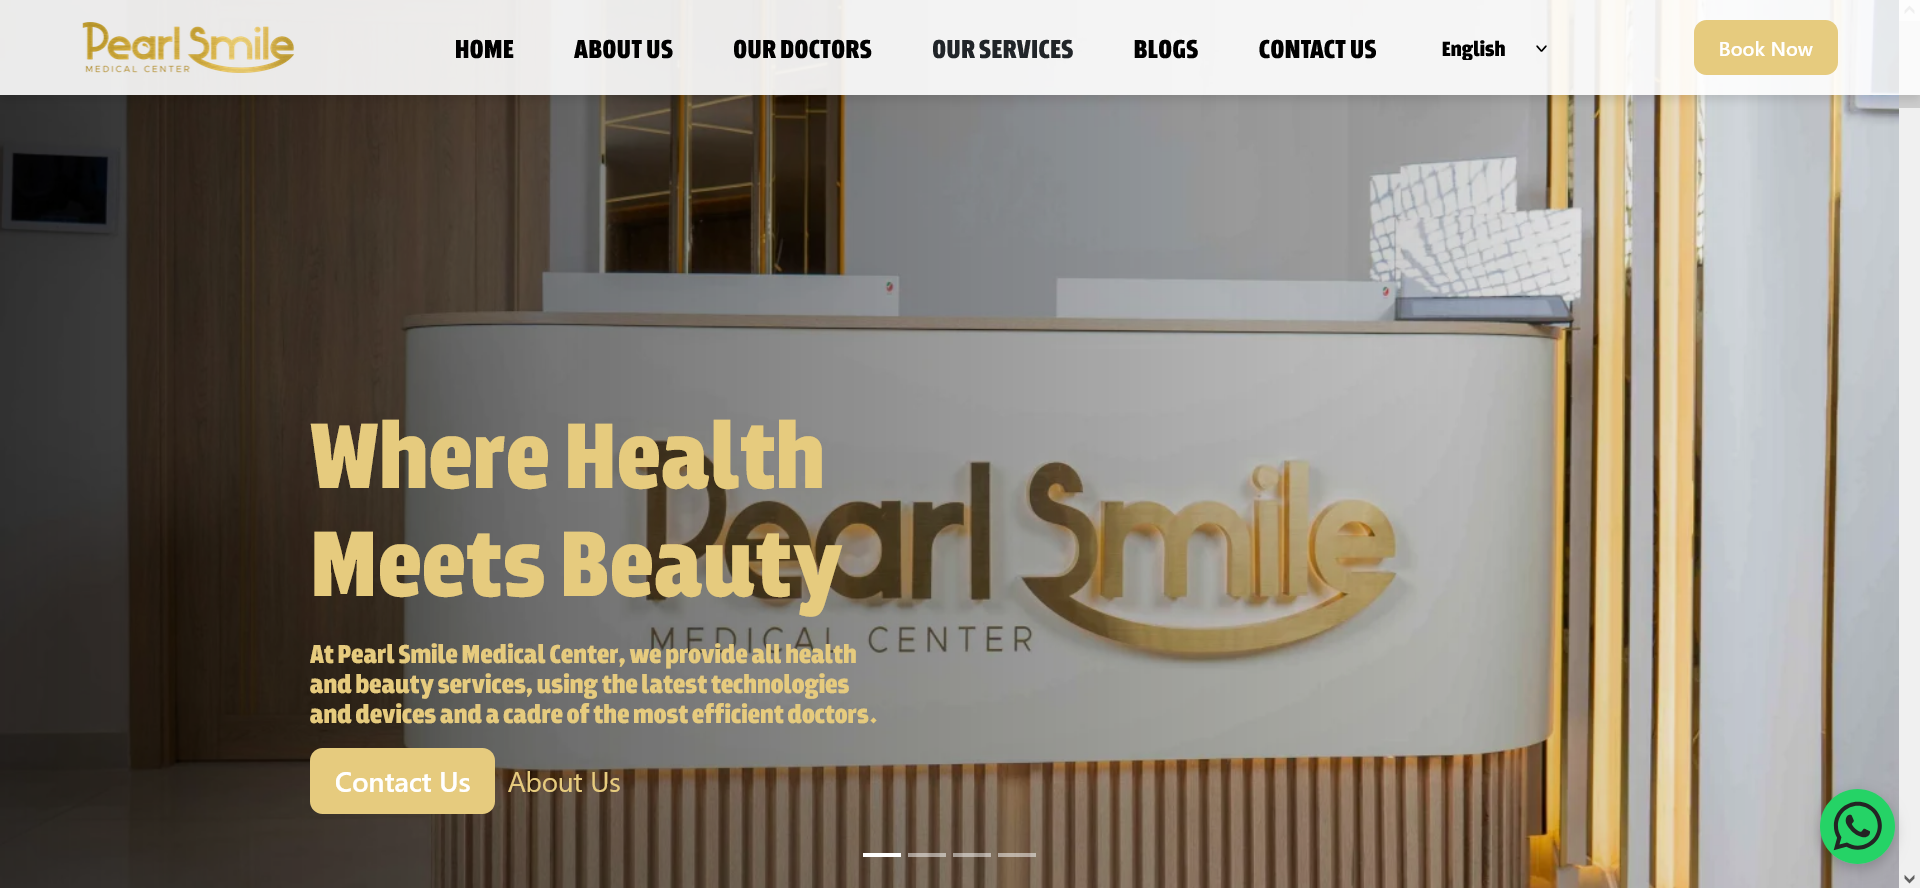 Pearl Smile
MEDICAL CENTER
HOME
ABOUT US
OUR DOCTORS
OUR SERVICES
BLOGS
CONTACT US
English
Book Now
Where Health
Meets Beauty
Pearl Smile
MEDICAL CENTER
At Pearl Smile Medical Center, we provide all health
and beauty services, using the latest technologies
and devices and a cadre of the most efficient doctors.
Contact Us
About Us